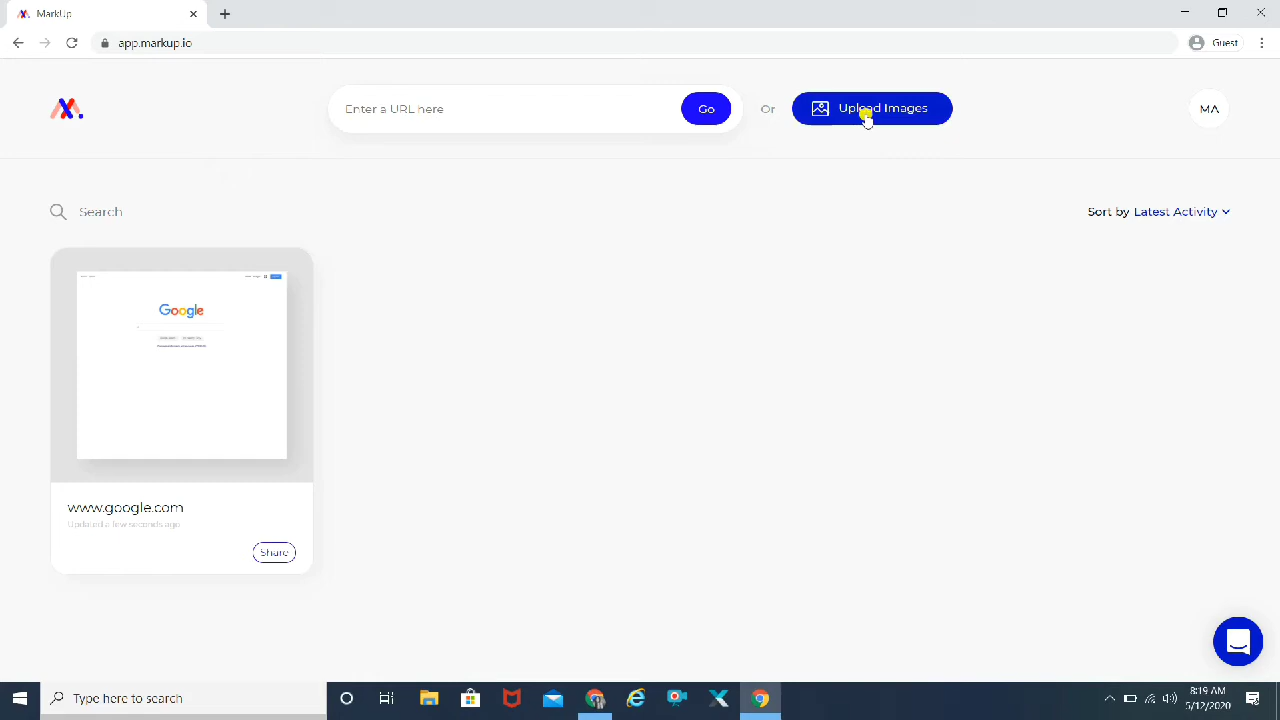 MarkUp
app.markup.io
Guest
Enter a URL here
Go
Or
Upload Images
MA
Search
Sort by Latest Activity
Google
www.google.com
Updated a few seconds ago
Share
Type here to search
8:19 AM
5/12/2020